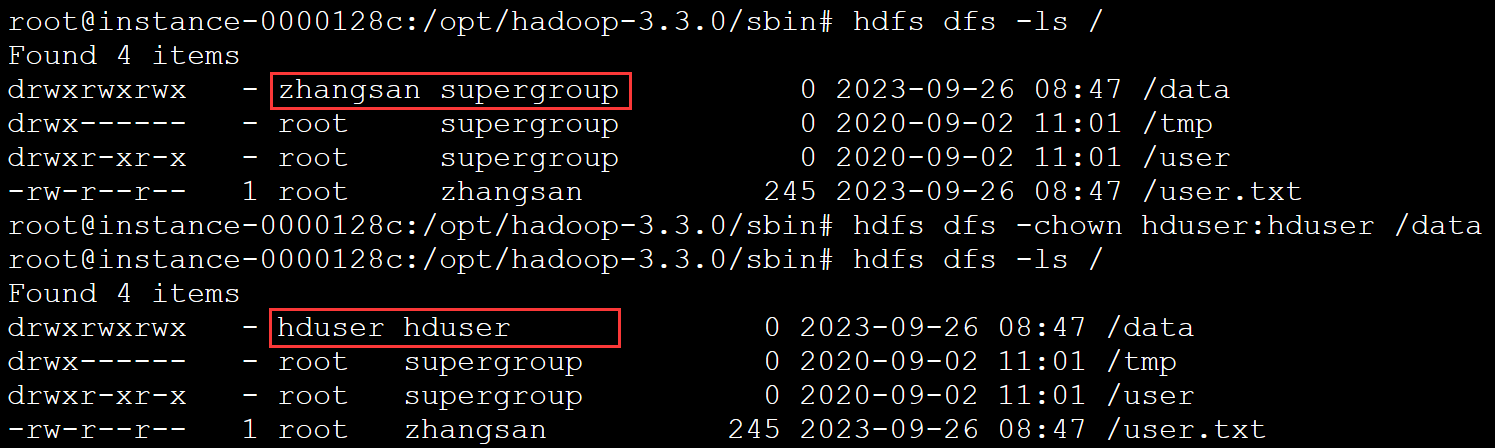 root@instance-0000128c:/opt/hadoop-3.3.0/sbin# hdfs dfs -ls /
Found 4 items
drwxrwxrwx   - zhangsan supergroup          0 2023-09-26 08:47 /data
drwx------   - root     supergroup          0 2020-09-02 11:01 /tmp
drwxr-xr-x   - root     supergroup          0 2020-09-02 11:01 /user
-rw-r--r--   1 root     zhangsan          245 2023-09-26 08:47 /user.txt
root@instance-0000128c:/opt/hadoop-3.3.0/sbin# hdfs dfs -chown hduser:hduser /data
root@instance-0000128c:/opt/hadoop-3.3.0/sbin# hdfs dfs -ls /
Found 4 items
drwxrwxrwx   - hduser hduser              0 2023-09-26 08:47 /data
drwx------   - root   supergroup          0 2020-09-02 11:01 /tmp
drwxr-xr-x   - root   supergroup          0 2020-09-02 11:01 /user
-rw-r--r--   1 root   zhangsan          245 2023-09-26 08:47 /user.txt